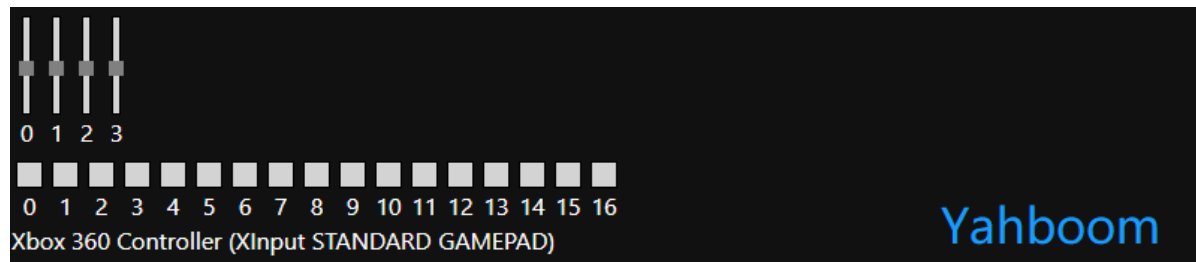 0 1 2 3
0 1 2 3 4 5 6 7 8 9 10 11 12 13 14 15 16
Xbox 360 Controller (XInput STANDARD GAMEPAD)
Yahboom